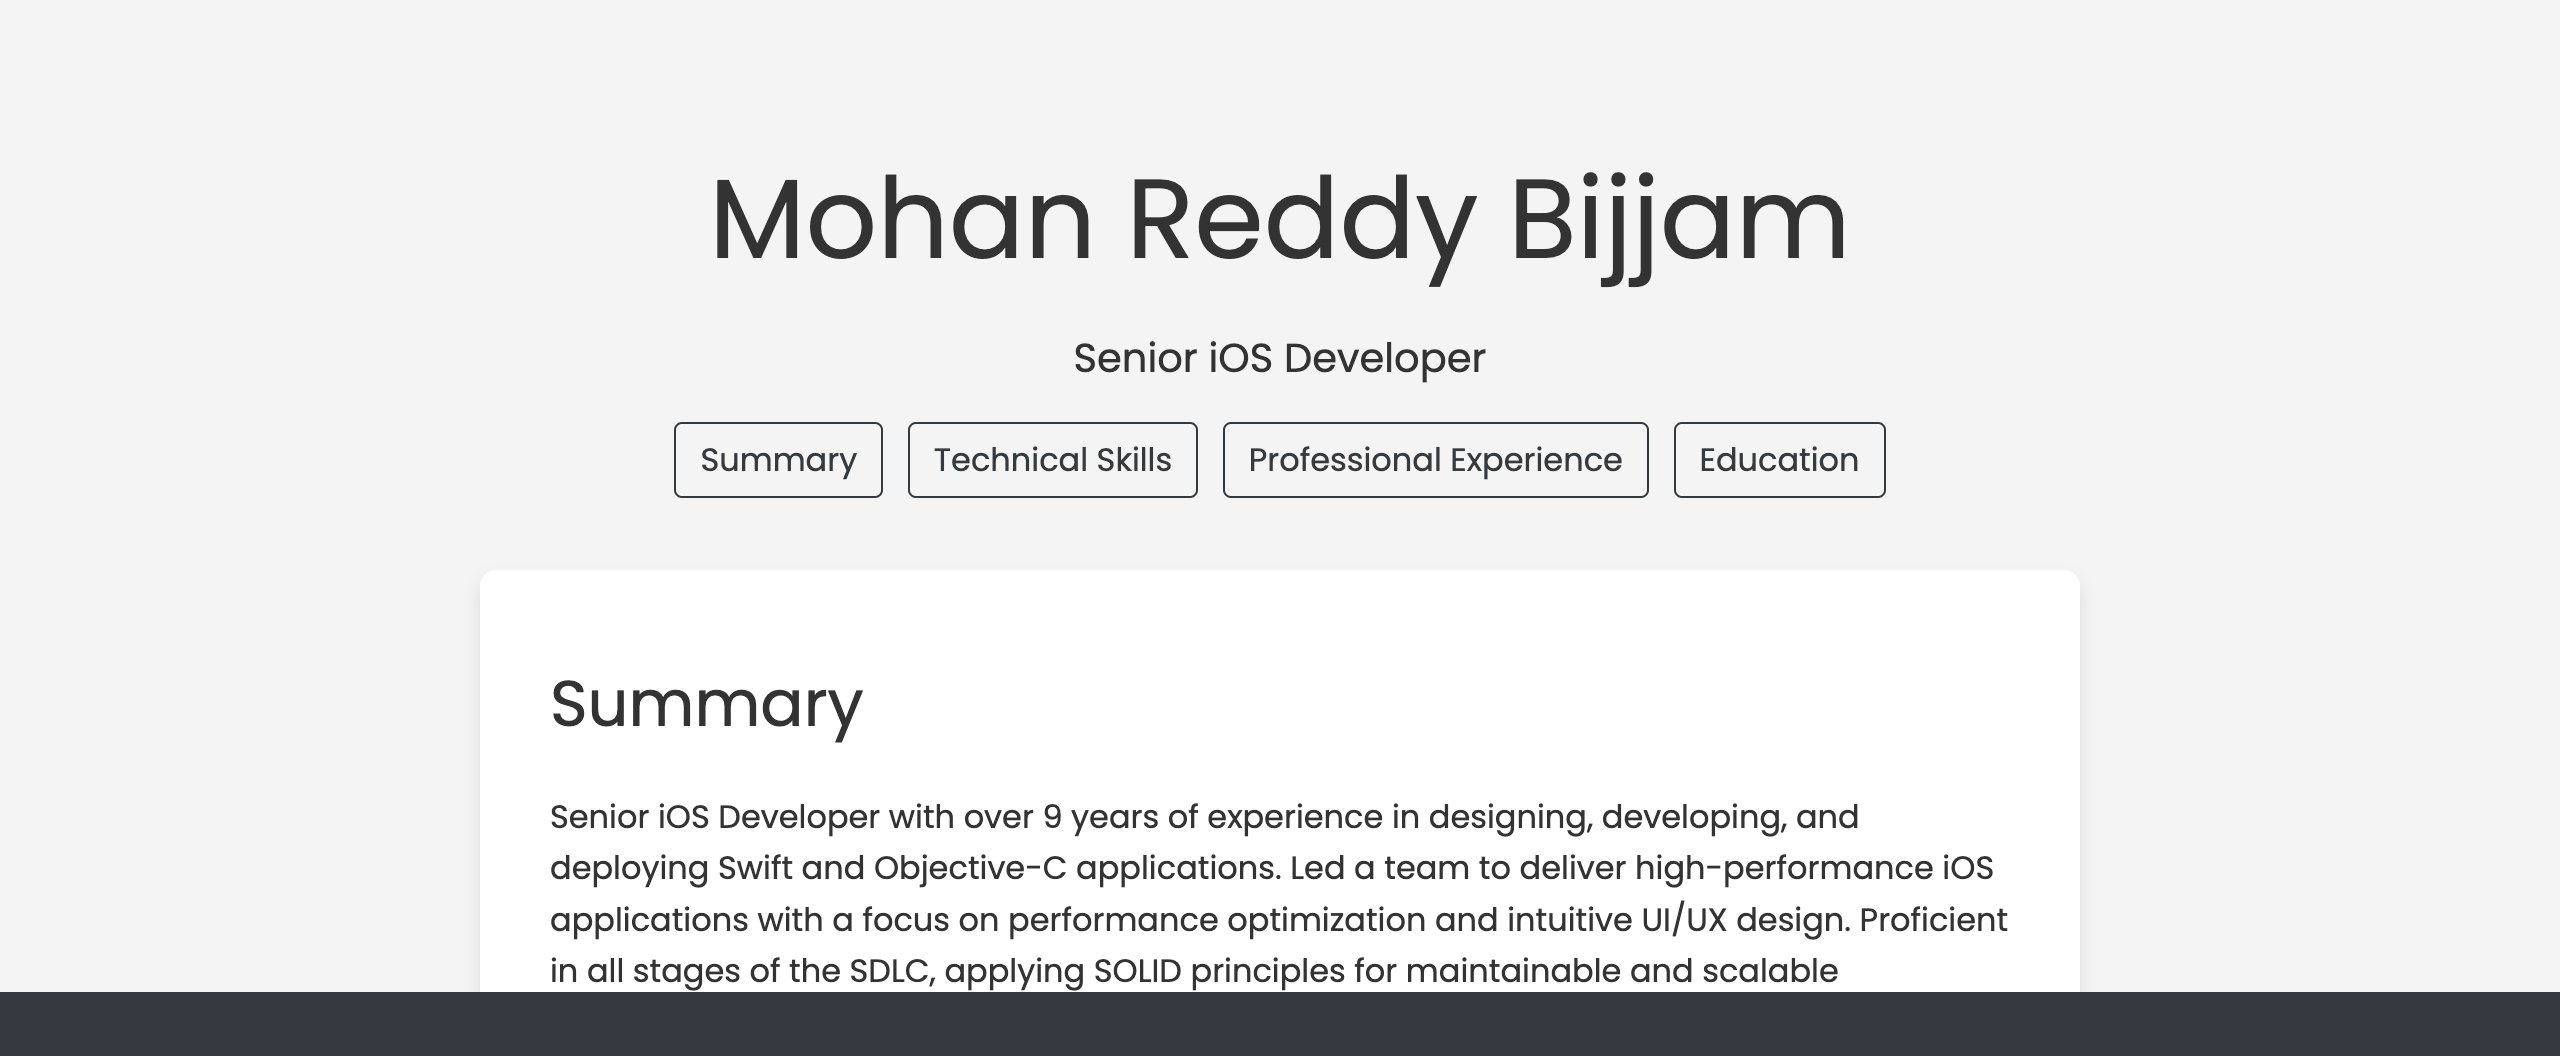 Mohan Reddy Bijjam
Senior iOS Developer
Summary
Technical Skills
Professional Experience
Education
Summary
Senior iOS Developer with over 9 years of experience in designing, developing, and
deploying Swift and Objective-C applications. Led a team to deliver high-performance iOS
applications with a focus on performance optimization and intuitive UI/UX design. Proficient
in all stages of the SDLC, applying SOLID principles for maintainable and scalable